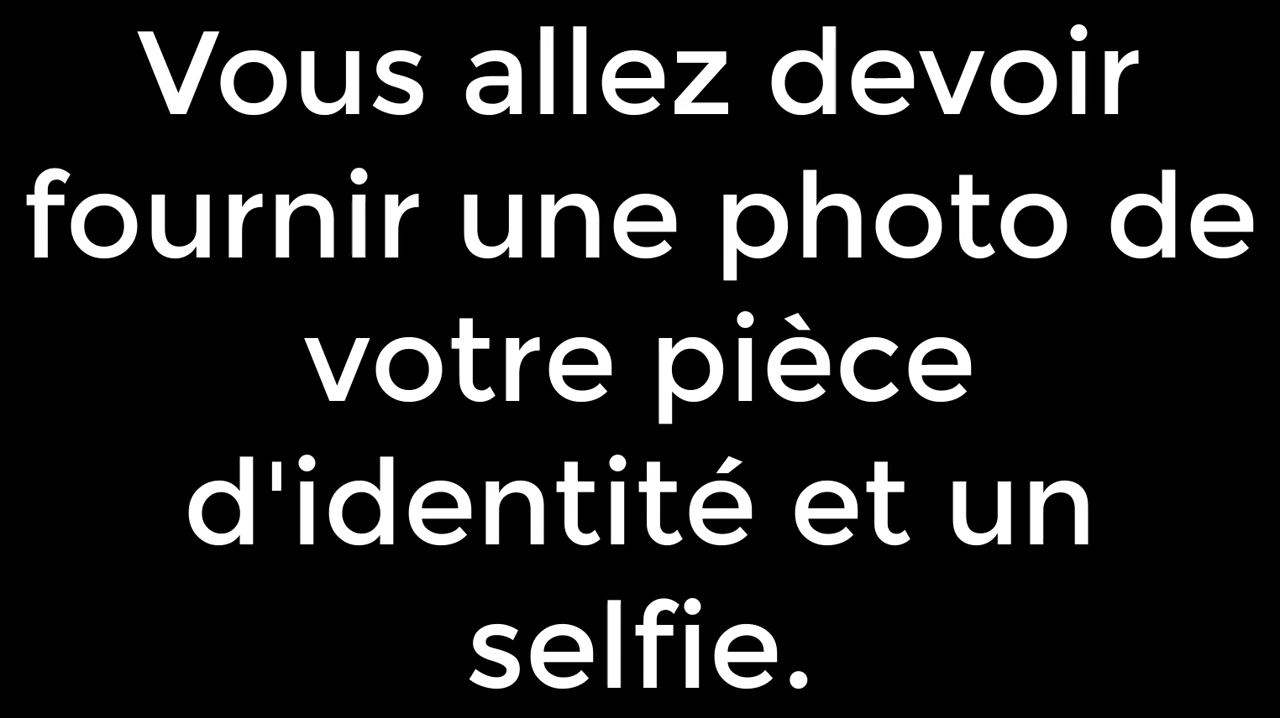 Vous allez devoir
fournir une photo de
votre pièce
d'identité et un
selfie.